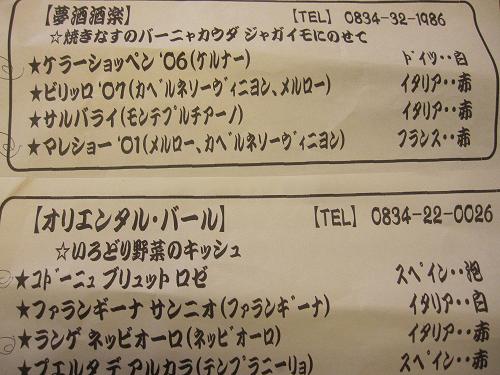 【夢酒酒楽】 【TEL】 0834-32-1986
☆焼きなすのバーニャカウダ ジャガイモにのせて
★ケラーショッペン '06(ケルナー) ドイツ・・白
★ピリッロ '07(カベルネソーヴィニヨン、メルロー) イタリア・・赤
★サルバライ(モンテプルチアーノ) イタリア・・赤
★マレショー '01(メルロー、カベルネソーヴィニヨン) フランス・・赤
【オリエンタル・バール】 【TEL】 0834-22-0026
☆いろどり野菜のキッシュ
★コドーニュ ブリュット ロゼ スペイン・・泡
★ファランギーナ サンニオ(ファランギーナ) イタリア・・白
★ランゲ ネッビオーロ(ネッビオーロ) イタリア・・赤
★プエルタ デ アルカラ(テンプラニーリョ) スペイン・・赤